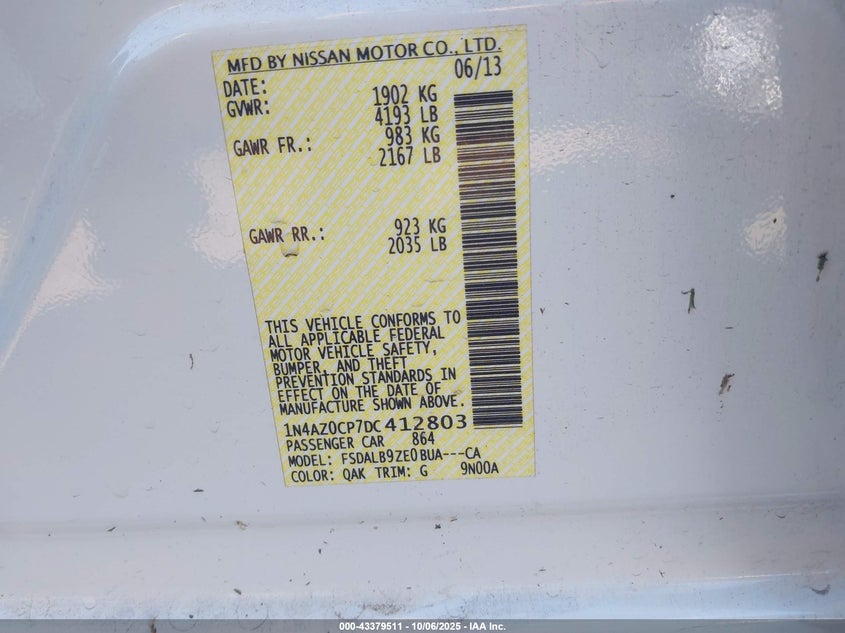 MFD BY NISSAN MOTOR CO., LTD.
DATE: 06/13
GVWR: 1902 KG
4193 LB
GAWR FR.: 983 KG
2167 LB
GAWR RR.: 923 KG
2035 LB
THIS VEHICLE CONFORMS TO
ALL APPLICABLE FEDERAL
MOTOR VEHICLE SAFETY,
BUMPER, AND THEFT
PREVENTION STANDARDS IN
EFFECT ON THE DATE OF
MANUFACTURE SHOWN ABOVE.
1N4AZ0CP7DC412803
PASSENGER CAR 864
MODEL: FSDALB9ZE0BUA---CA
COLOR: QAK TRIM: G 9N00A
000-43379511 - 10/06/2025 - IAA Inc.